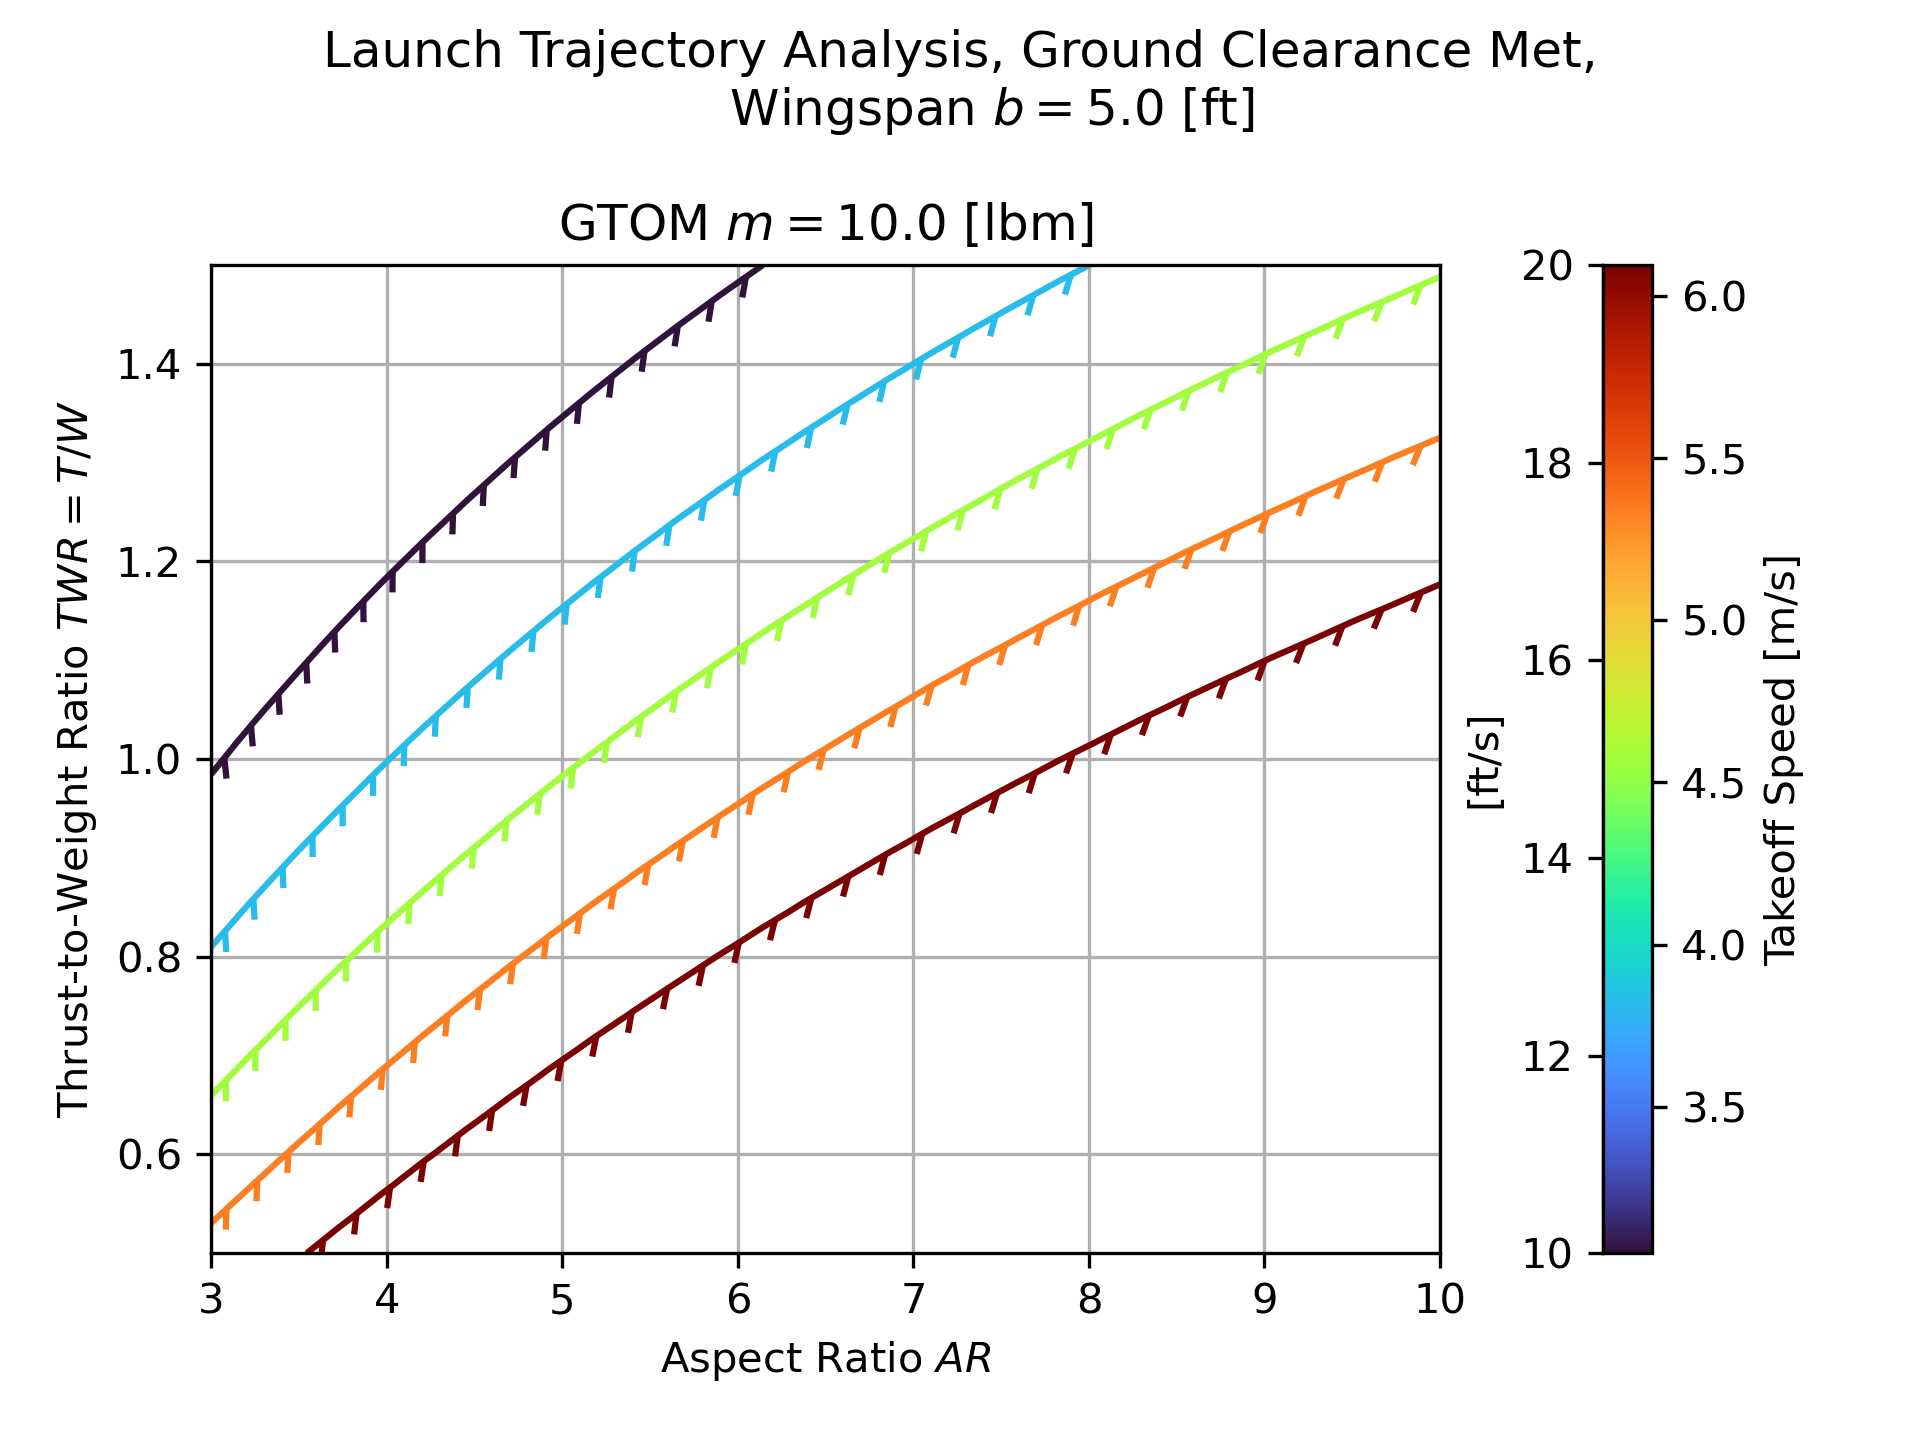 Launch Trajectory Analysis, Ground Clearance Met,
Wingspan b = 5.0 [ft]
GTOM m = 10.0 [lbm]
Thrust-to-Weight Ratio TWR = T/W
1.4
1.2
1.0
0.8
0.6
3 4 5 6 7 8 9 10
Aspect Ratio AR
[ft/s]
20
18
16
14
12
10
6.0
5.5
5.0
4.5
4.0
3.5
Takeoff Speed [m/s]